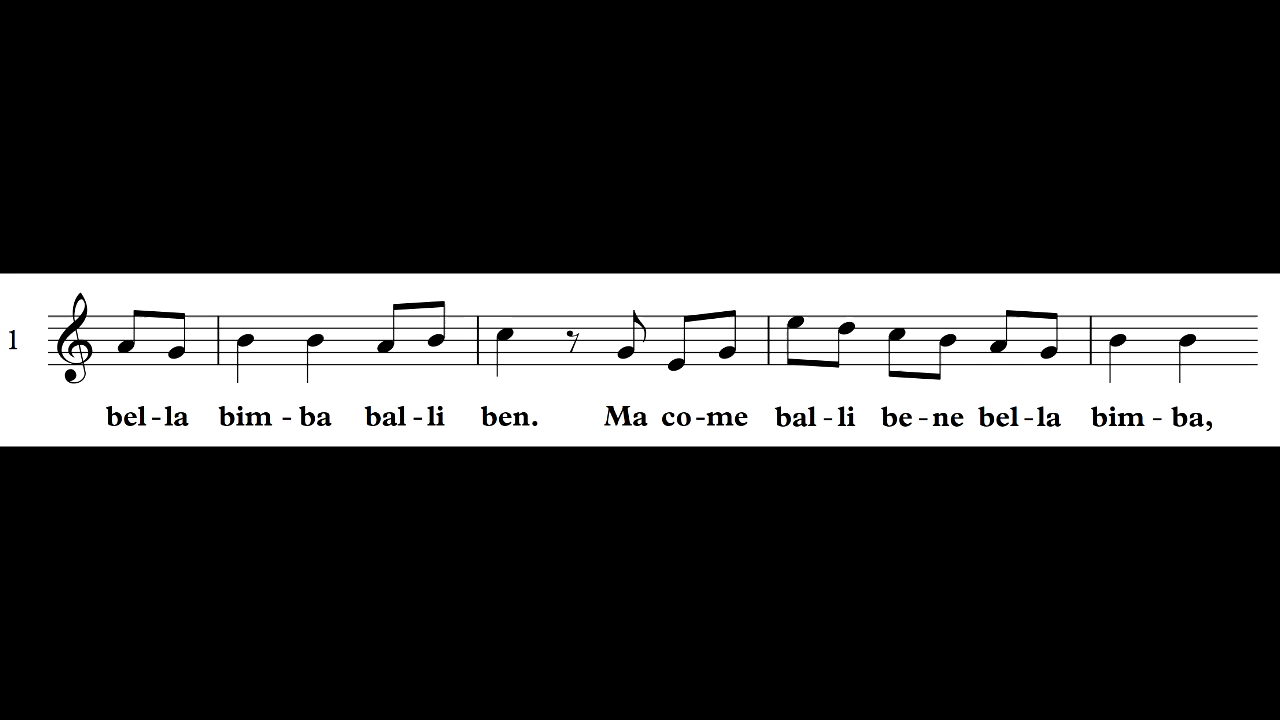 1
bel - la bim - ba bal - li ben. Ma co - me bal - li be - ne bel - la bim - ba,